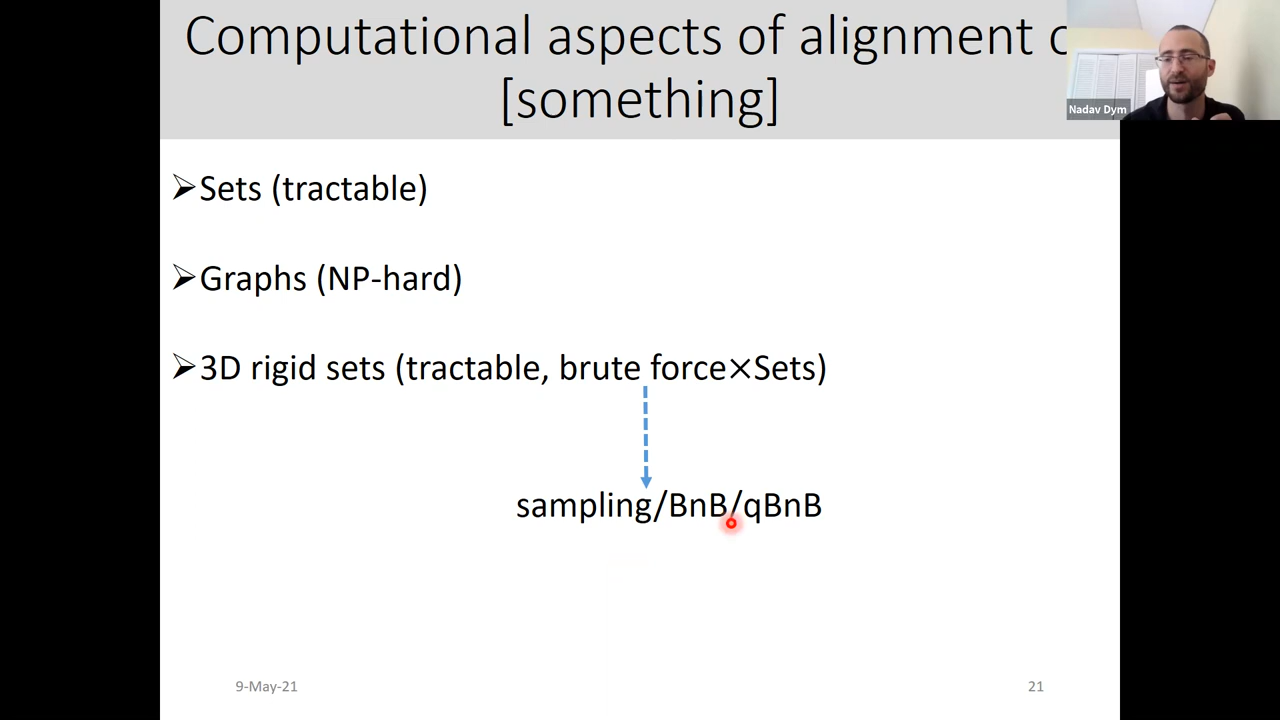 Computational aspects of alignment
[something]
Nadav Dym
➢Sets (tractable)
➢Graphs (NP-hard)
➢3D rigid sets (tractable, brute force×Sets)
sampling/BnB/qBnB
9-May-21
21